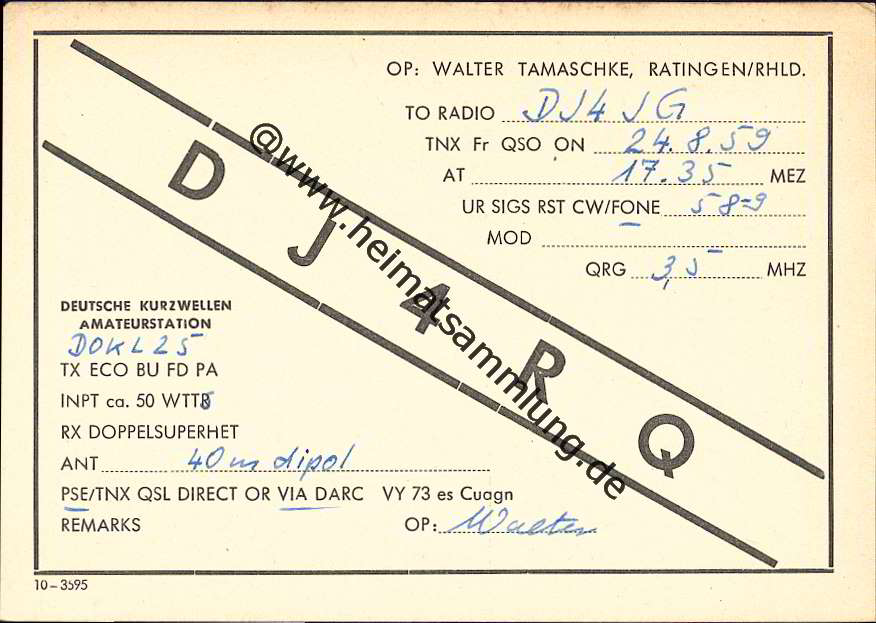 OP: WALTER TAMASCHKE, RATINGEN/RHLD.
TO RADIO DJ4JG
TNX Fr QSO ON 24.8.59
AT 17.35 MEZ
UR SIGS RST CW/FONE 58-9
MOD
QRG 3,5 MHZ
DJ4RQ
@www.heimatsammlung.de
DEUTSCHE KURZWELLEN
AMATEURSTATION
DOKL25
TX ECO BU FD PA
INPT ca. 50 WTTS
RX DOPPELSUPERHET
ANT 40m dipol
PSE/TNX QSL DIRECT OR VIA DARC VY 73 es Cuagn
REMARKS OP: Walter
10-3595